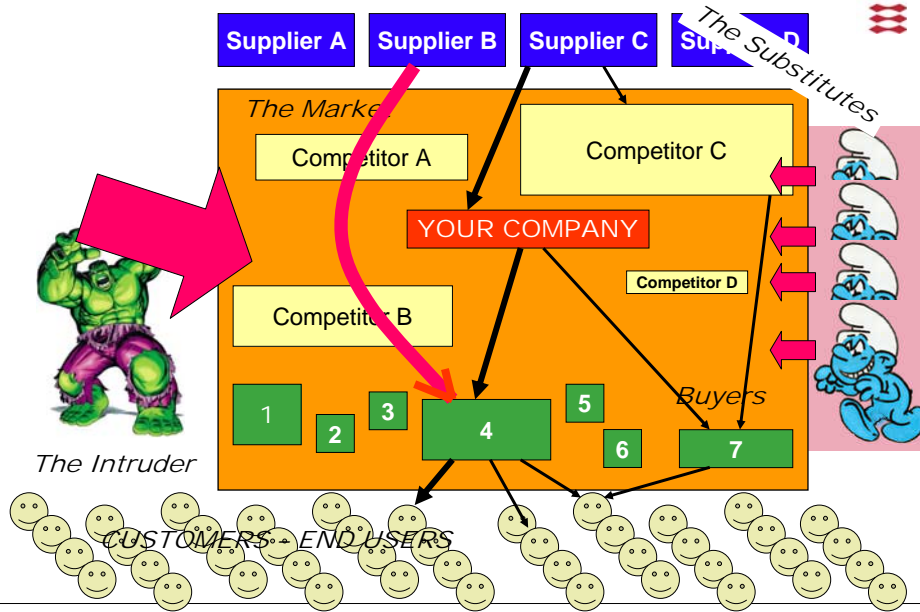 The Substitutes
Supplier A
Supplier B
Supplier C
Supplier D
The Market
Competitor A
Competitor C
YOUR COMPANY
Competitor D
Competitor B
Buyers
1
2
3
4
5
6
7
The Intruder
CUSTOMERS - END USERS